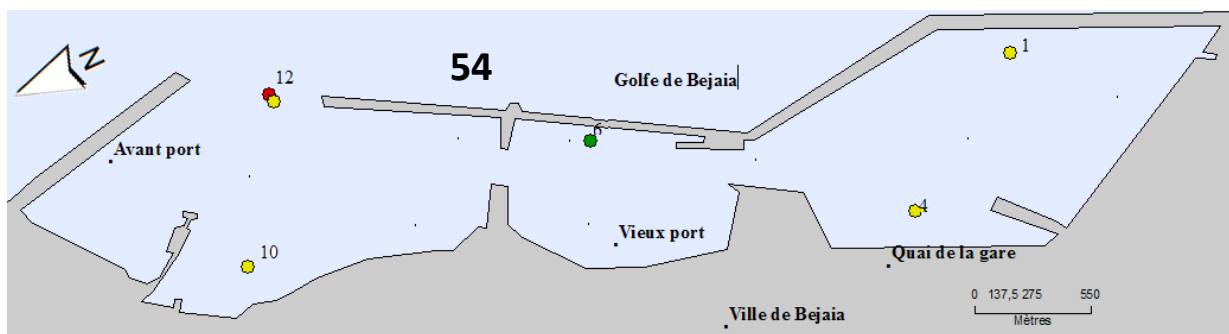 N
12
54
Golfe de Bejaia
1
6
Avant port
4
10
Vieux port
Quai de la gare
0 137,5 275 550
Mètres
Ville de Bejaia